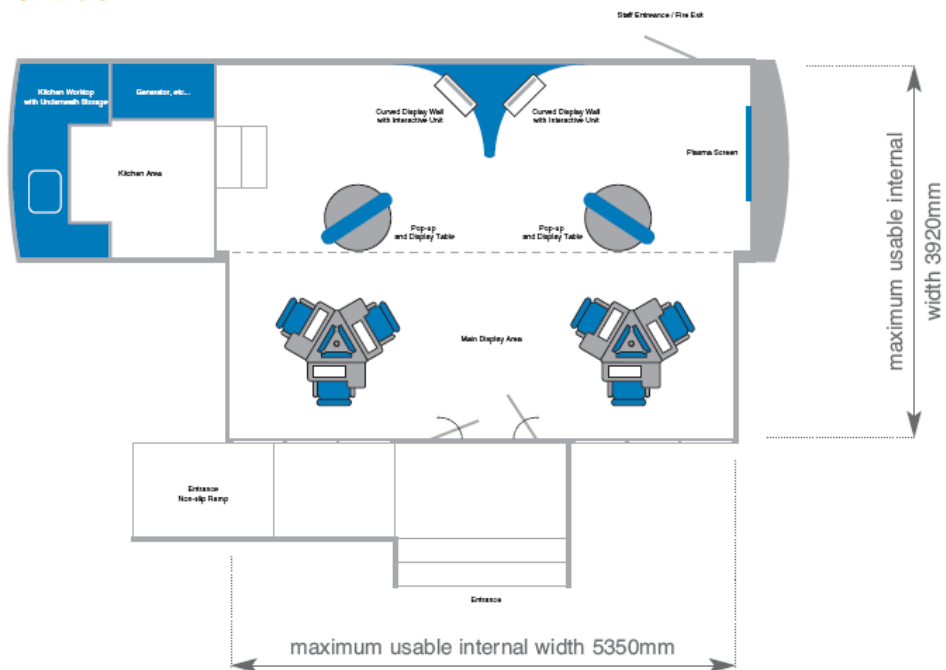 Staff Entreance / Fire Exit
Kitchen Worktop
with Underneath Storage
Generator, etc...
Curved Display Wall
with Interactive Unit
Curved Display Wall
with Interactive Unit
Plasma Screen
Kitchen Area
Pop-up
and Display Table
Pop-up
and Display Table
Main Display Area
maximum usable internal
width 3920mm
Entrance
Non-slip Ramp
Entrance
maximum usable internal width 5350mm